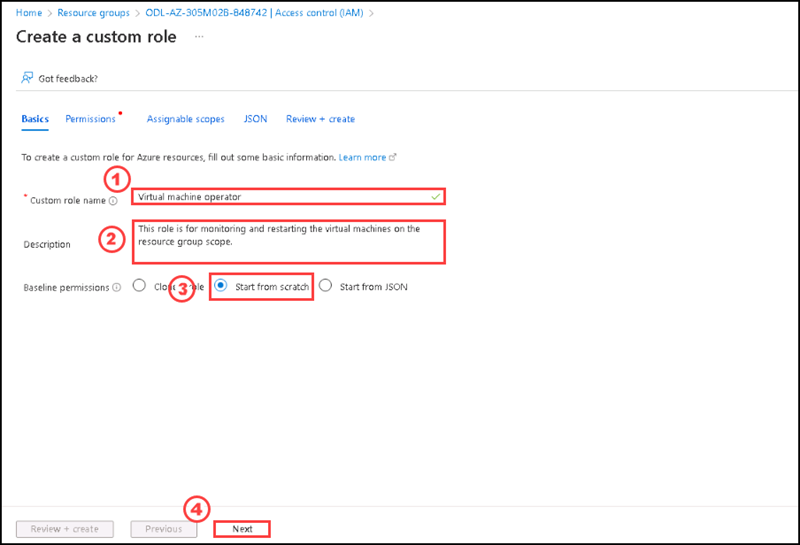 Home > Resource groups > ODL-AZ-305M02B-848742 | Access control (IAM) >
Create a custom role ...
Got feedback?
Basics Permissions Assignable scopes JSON Review + create
To create a custom role for Azure resources, fill out some basic information. Learn more
1
* Custom role name Virtual machine operator
2
Description This role is for monitoring and restarting the virtual machines on the
resource group scope.
Baseline permissions 3 Start from scratch Start from JSON
4
Review + create Previous Next